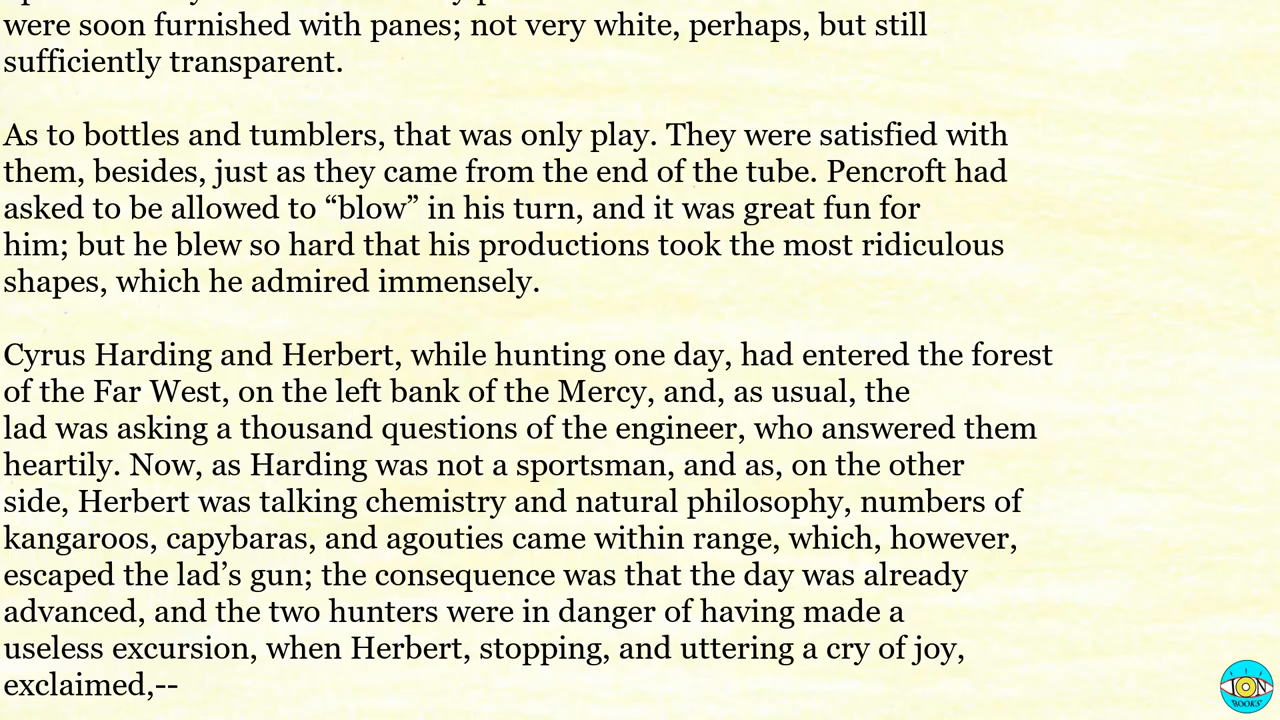 were soon furnished with panes; not very white, perhaps, but still
sufficiently transparent.
As to bottles and tumblers, that was only play. They were satisfied with
them, besides, just as they came from the end of the tube. Pencroft had
asked to be allowed to “blow” in his turn, and it was great fun for
him; but he blew so hard that his productions took the most ridiculous
shapes, which he admired immensely.
Cyrus Harding and Herbert, while hunting one day, had entered the forest
of the Far West, on the left bank of the Mercy, and, as usual, the
lad was asking a thousand questions of the engineer, who answered them
heartily. Now, as Harding was not a sportsman, and as, on the other
side, Herbert was talking chemistry and natural philosophy, numbers of
kangaroos, capybaras, and agouties came within range, which, however,
escaped the lad’s gun; the consequence was that the day was already
advanced, and the two hunters were in danger of having made a
useless excursion, when Herbert, stopping, and uttering a cry of joy,
exclaimed,--
ION
BOOKS